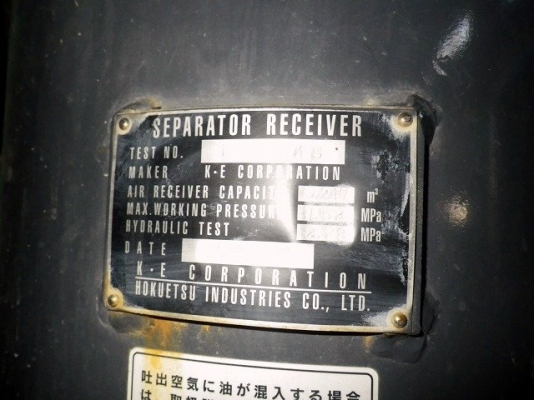 SEPARATOR RECEIVER
TEST NO.
MAKER K·E CORPORATION
AIR RECEIVER CAPACITY m³
MAX.WORKING PRESSURE MPa
HYDRAULIC TEST MPa
DATE
K·E CORPORATION
HOKUETSU INDUSTRIES CO., LTD.
吐出空気に油が混入する場合
は、